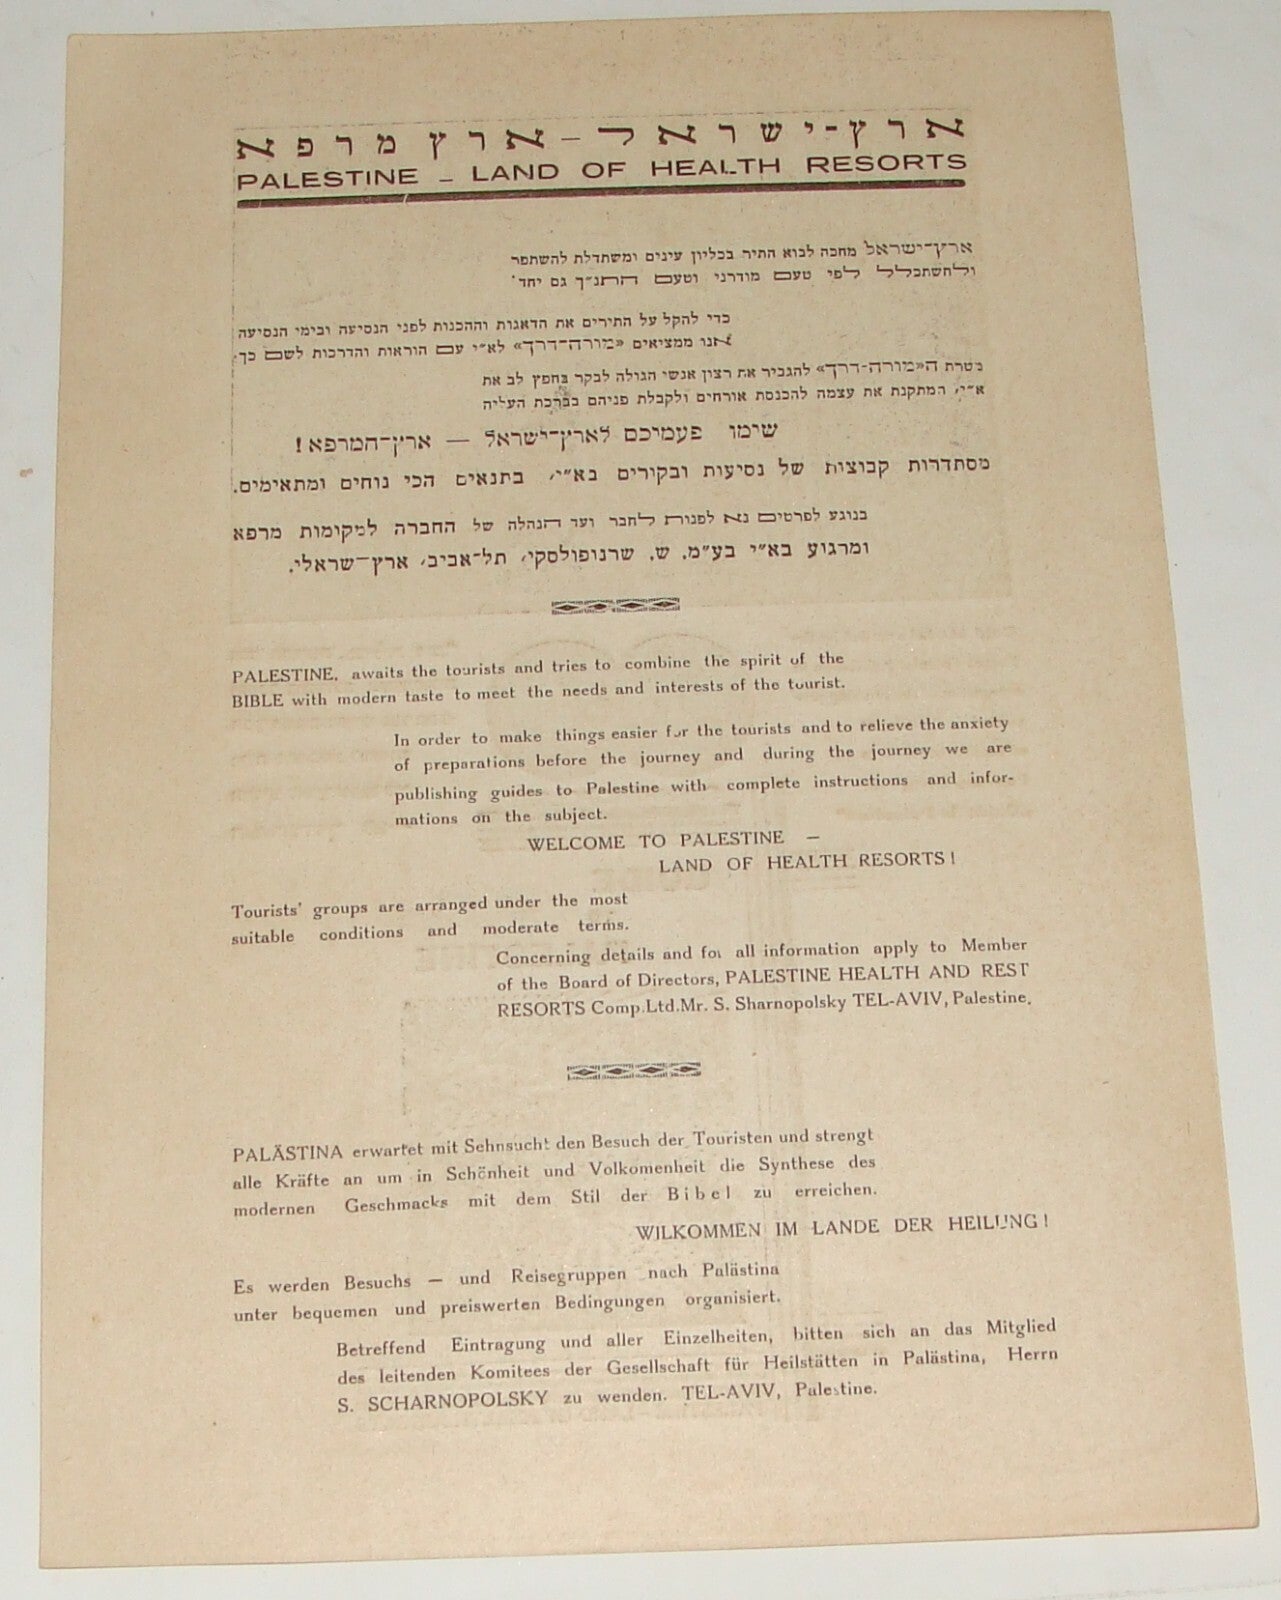 ארץ-ישראל - ארץ מרפא
PALESTINE - LAND OF HEALTH RESORTS
ארץ־ישראל מחכה לבוא התיר בכליון עינים ומשתדלת להשתפר
ולהשתכלל לפי טעם מודרני וטעם התנ״ך גם יחד.
כדי להקל על התירים את הדאגות וההכנות לפני הנסיעה ובימי הנסיעה
אנו ממציאים «מורה-דרך» לא״י עם הוראות והדרכות לשם כך.
מטרת ה«מורה-דרך» להגביר את רצון אנשי הגולה לבקר בחפץ לב את
א״י, המתקנת את עצמה להכנסת אורחים ולקבלת פניהם בברכת העליה
שימו פעמיכם לארץ־ישראל — ארץ־המרפא!
מסתדרות קבוצות של נסיעות ובקורים בא״י, בתנאים הכי נוחים ומתאימים.
בנוגע לפרטים נא לפנות לחבר ועד הנהלה של החברה למקומות מרפא
ומרגוע בא״י בע״מ. ש. שרנופולסקי, תל־אביב, ארץ־שראלי.
PALESTINE, awaits the tourists and tries to combine the spirit of the
BIBLE with modern taste to meet the needs and interests of the tourist.
In order to make things easier for the tourists and to relieve the anxiety
of preparations before the journey and during the journey we are
publishing guides to Palestine with complete instructions and infor-
mations on the subject.
WELCOME TO PALESTINE —
LAND OF HEALTH RESORTS!
Tourists' groups are arranged under the most
suitable conditions and moderate terms.
Concerning details and for all information apply to Member
of the Board of Directors, PALESTINE HEALTH AND REST
RESORTS Comp.Ltd.Mr. S. Sharnopolsky TEL-AVIV, Palestine.
PALÄSTINA erwartet mit Sehnsucht den Besuch der Touristen und strengt
alle Kräfte an um in Schönheit und Volkomenheit die Synthese des
modernen Geschmacks mit dem Stil der Bibel zu erreichen.
WILKOMMEN IM LANDE DER HEILUNG!
Es werden Besuchs — und Reisegruppen nach Palästina
unter bequemen und preiswerten Bedingungen organisiert.
Betreffend Eintragung und aller Einzelheiten, bitten sich an das Mitglied
des leitenden Komitees der Gesellschaft für Heilstätten in Palästina, Herrn
S. SCHARNOPOLSKY zu wenden. TEL-AVIV, Palestine.